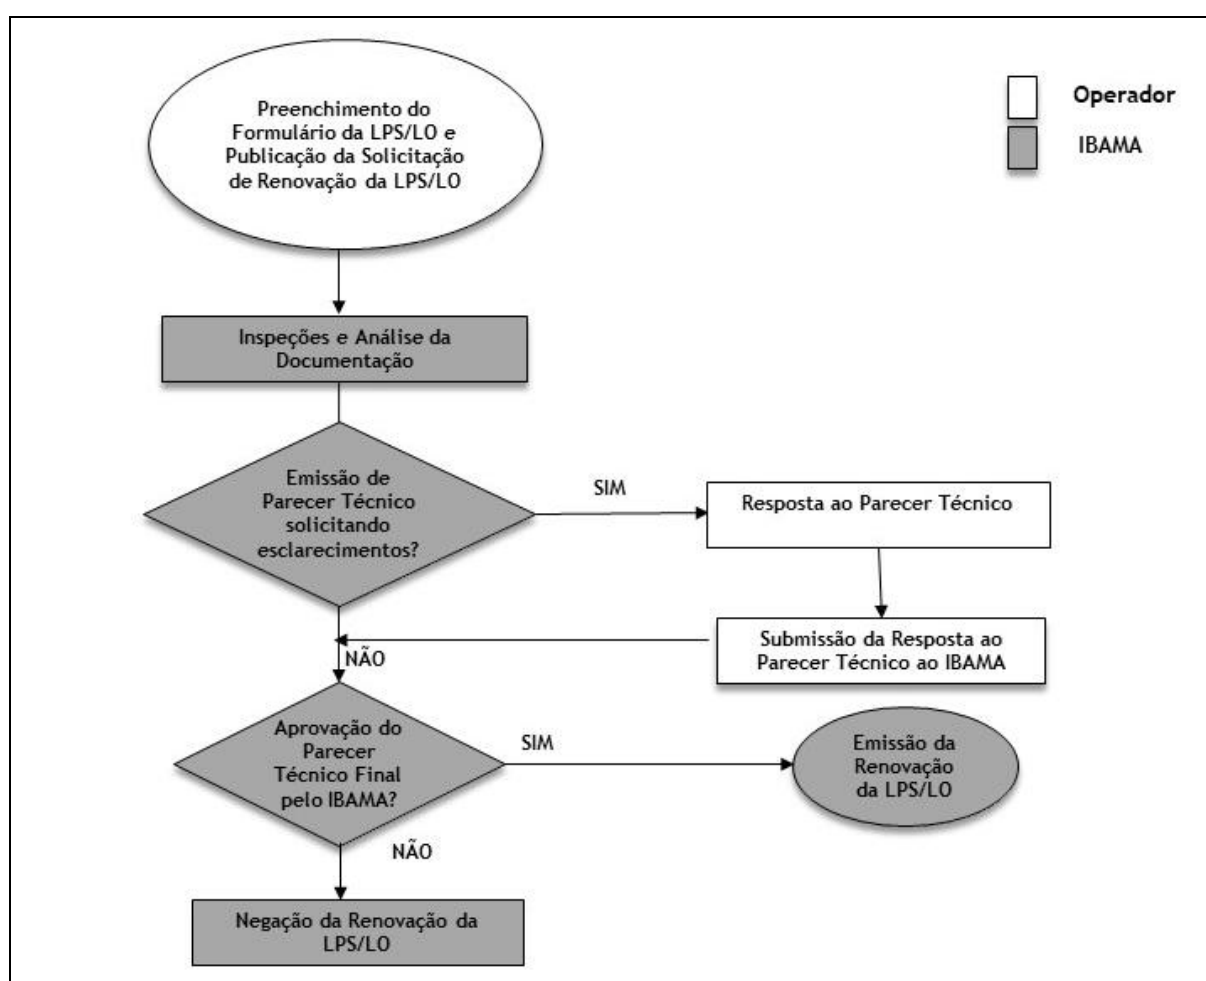 Preenchimento do
Formulário da LPS/LO e
Publicação da Solicitação
de Renovação da LPS/LO
Operador
IBAMA
Inspeções e Análise da
Documentação
Emissão de
Parecer Técnico
solicitando
esclarecimentos?
SIM
Resposta ao Parecer Técnico
Submissão da Resposta ao
Parecer Técnico ao IBAMA
NÃO
Aprovação do
Parecer
Técnico Final
pelo IBAMA?
SIM
Emissão da
Renovação
da LPS/LO
NÃO
Negação da Renovação da
LPS/LO